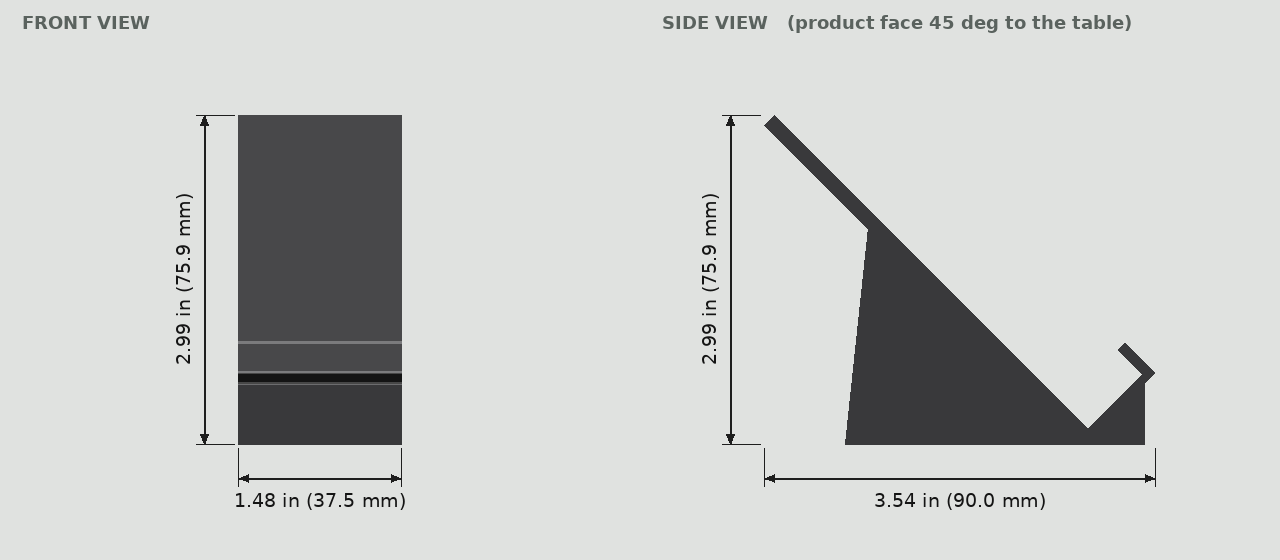 FRONT VIEW
SIDE VIEW (product face 45 deg to the table)
2.99 in (75.9 mm)
2.99 in (75.9 mm)
1.48 in (37.5 mm)
3.54 in (90.0 mm)